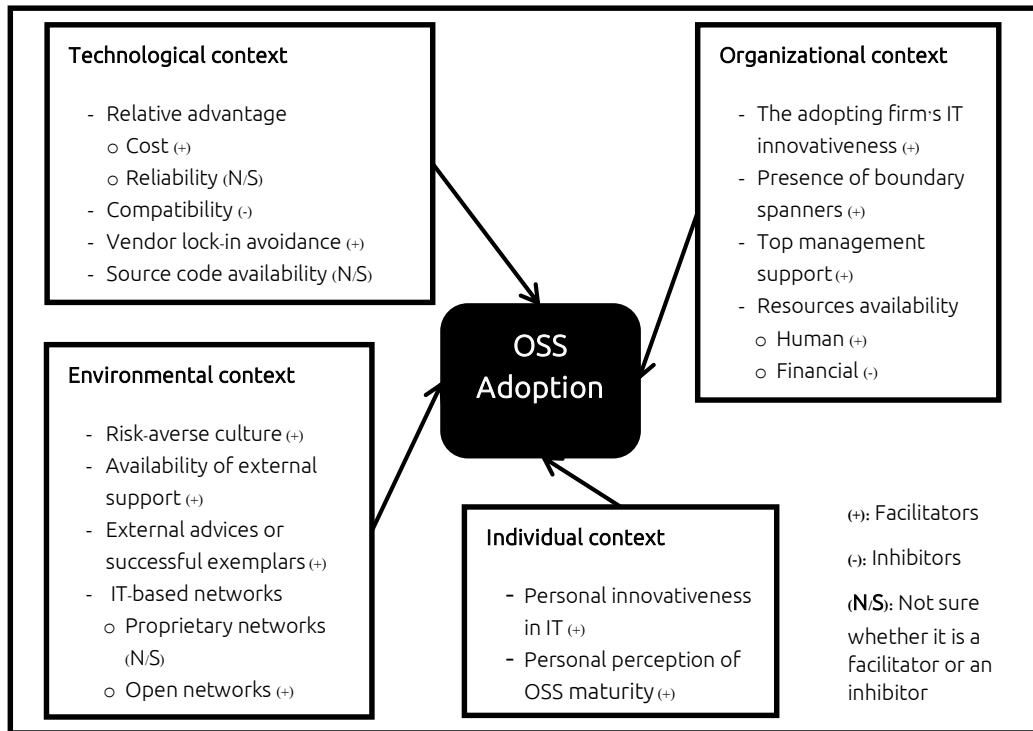 Technological context
- Relative advantage
o Cost (+)
o Reliability (N/S)
- Compatibility (-)
- Vendor lock-in avoidance (+)
- Source code availability (N/S)
Organizational context
- The adopting firm's IT
innovativeness (+)
- Presence of boundary
spanners (+)
- Top management
support (+)
- Resources availability
o Human (+)
o Financial (-)
OSS
Adoption
Environmental context
- Risk-averse culture (+)
- Availability of external
support (+)
- External advices or
successful exemplars (+)
- IT-based networks
o Proprietary networks
(N/S)
o Open networks (+)
Individual context
- Personal innovativeness
in IT (+)
- Personal perception of
OSS maturity (+)
(+): Facilitators
(-): Inhibitors
(N/S): Not sure
whether it is a
facilitator or an
inhibitor